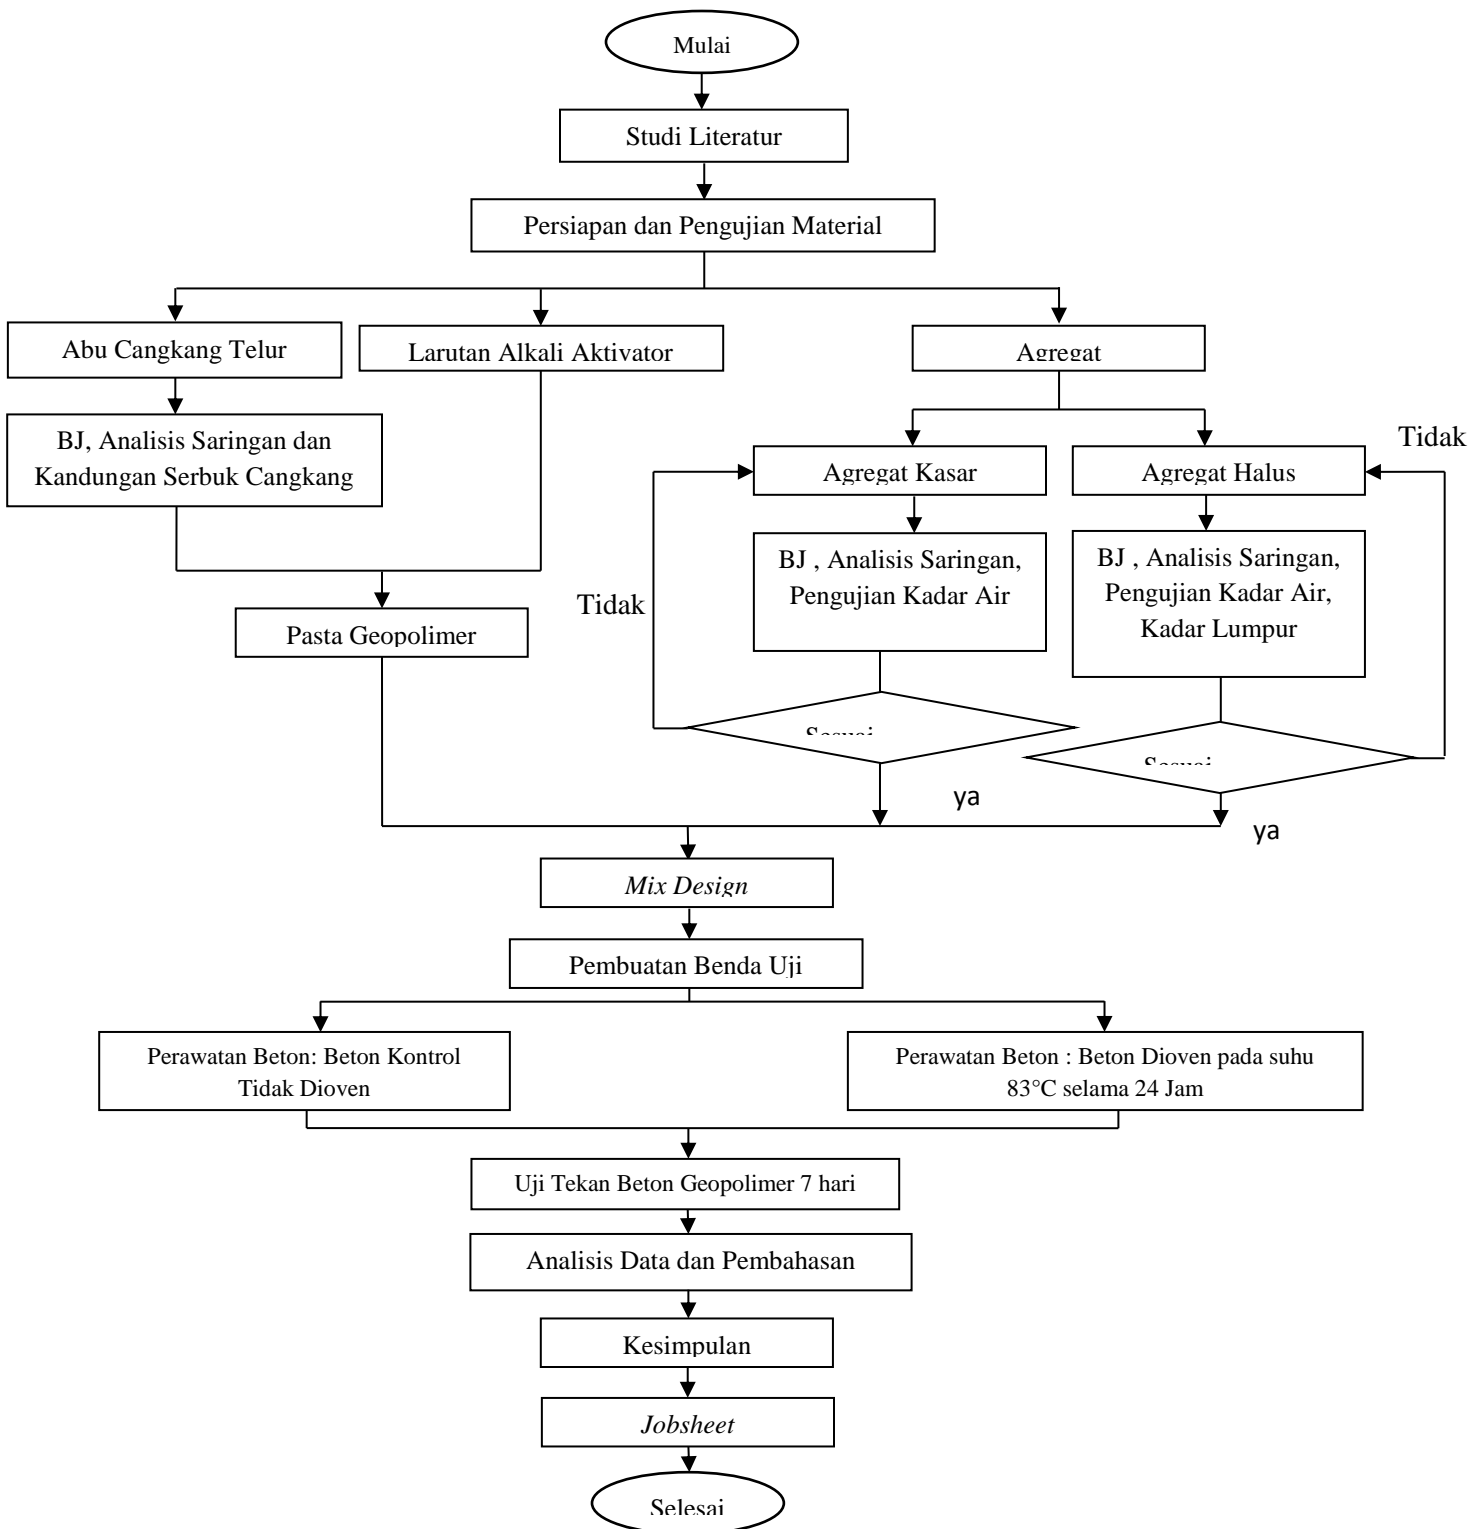 Mulai
Studi Literatur
Persiapan dan Pengujian Material
Abu Cangkang Telur
Larutan Alkali Aktivator
Agregat
BJ, Analisis Saringan dan
Kandungan Serbuk Cangkang
Agregat Kasar
Agregat Halus
Tidak
BJ , Analisis Saringan,
Pengujian Kadar Air
BJ , Analisis Saringan,
Pengujian Kadar Air,
Kadar Lumpur
Tidak
Pasta Geopolimer
Sesuai
Sesuai
ya
ya
Mix Design
Pembuatan Benda Uji
Perawatan Beton: Beton Kontrol
Tidak Dioven
Perawatan Beton : Beton Dioven pada suhu
83°C selama 24 Jam
Uji Tekan Beton Geopolimer 7 hari
Analisis Data dan Pembahasan
Kesimpulan
Jobsheet
Selesai